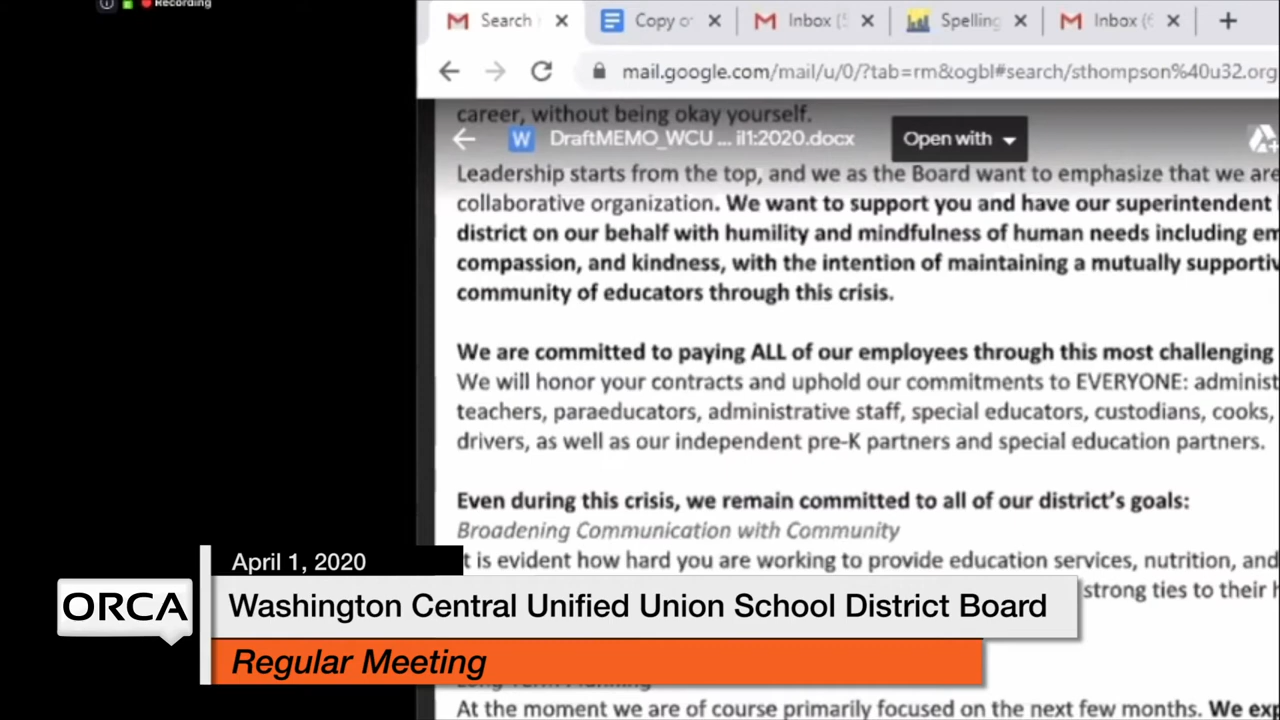 Recording
Search
Copy o
Inbox (
Spelling
Inbox (6
mail.google.com/mail/u/0/?tab=rm&ogbl#search/sthompson%40u32.org
career, without being okay yourself.
W DraftMEMO_WCU ... il1:2020.docx Open with
Leadership starts from the top, and we as the Board want to emphasize that we are
collaborative organization. We want to support you and have our superintendent
district on our behalf with humility and mindfulness of human needs including em
compassion, and kindness, with the intention of maintaining a mutually supportiv
community of educators through this crisis.
We are committed to paying ALL of our employees through this most challenging
We will honor your contracts and uphold our commitments to EVERYONE: administ
teachers, paraeducators, administrative staff, special educators, custodians, cooks,
drivers, as well as our independent pre-K partners and special education partners.
Even during this crisis, we remain committed to all of our district's goals:
Broadening Communication with Community
t is evident how hard you are working to provide education services, nutrition, and
strong ties to their h
April 1, 2020
ORCA
Washington Central Unified Union School District Board
Regular Meeting
At the moment we are of course primarily focused on the next few months. We exp